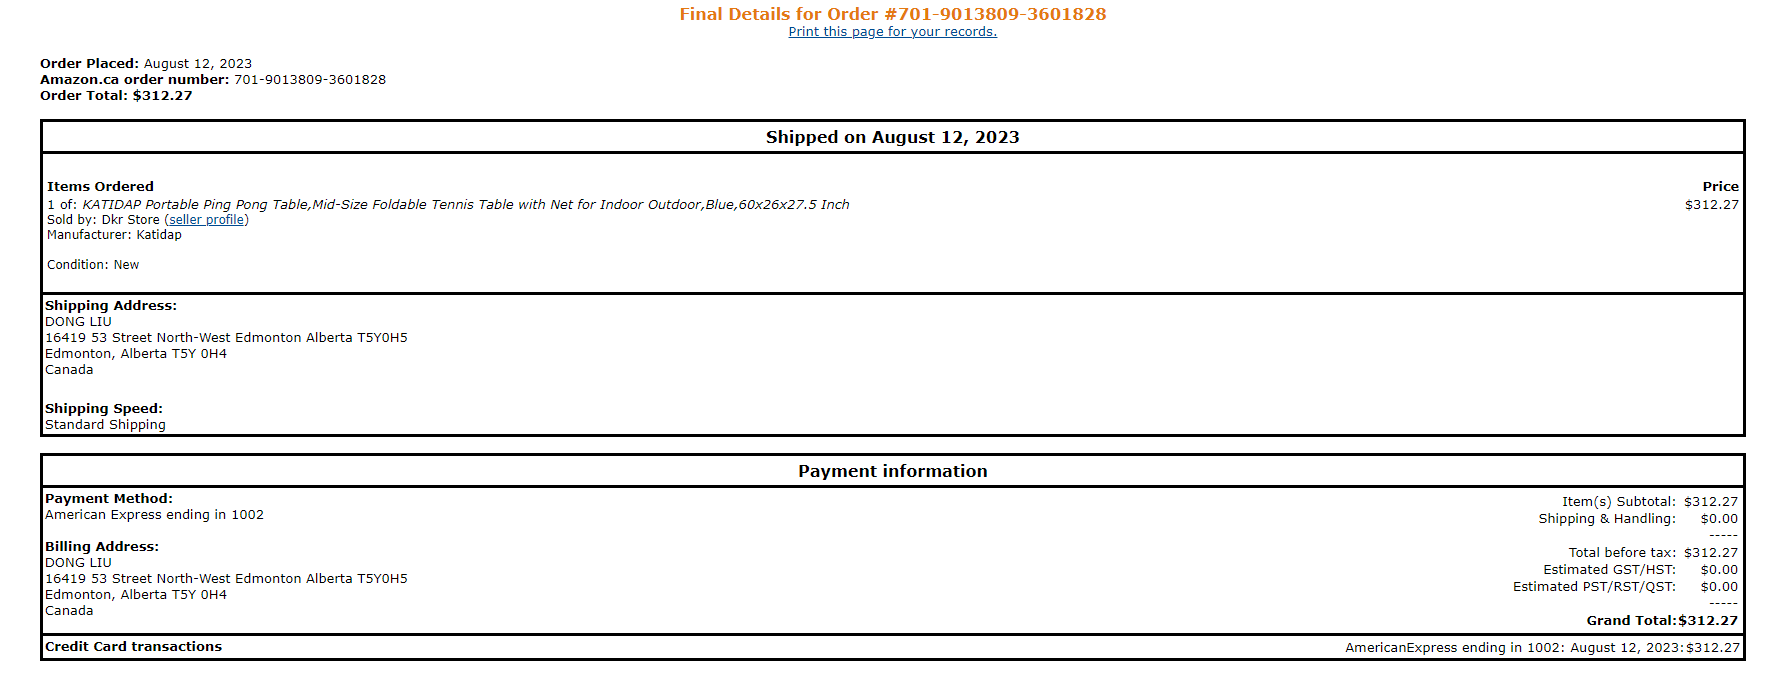 Final Details for Order #701-9013809-3601828
Print this page for your records.
Order Placed: August 12, 2023
Amazon.ca order number: 701-9013809-3601828
Order Total: $312.27
Shipped on August 12, 2023
Items Ordered Price
1 of: KATIDAP Portable Ping Pong Table,Mid-Size Foldable Tennis Table with Net for Indoor Outdoor,Blue,60x26x27.5 Inch $312.27
Sold by: Dkr Store (seller profile)
Manufacturer: Katidap
Condition: New
Shipping Address:
DONG LIU
16419 53 Street North-West Edmonton Alberta T5Y0H5
Edmonton, Alberta T5Y 0H4
Canada
Shipping Speed:
Standard Shipping
Payment information
Payment Method:
American Express ending in 1002
Billing Address:
DONG LIU
16419 53 Street North-West Edmonton Alberta T5Y0H5
Edmonton, Alberta T5Y 0H4
Canada
Item(s) Subtotal: $312.27
Shipping & Handling: $0.00
-----
Total before tax: $312.27
Estimated GST/HST: $0.00
Estimated PST/RST/QST: $0.00
-----
Grand Total: $312.27
Credit Card transactions AmericanExpress ending in 1002: August 12, 2023: $312.27